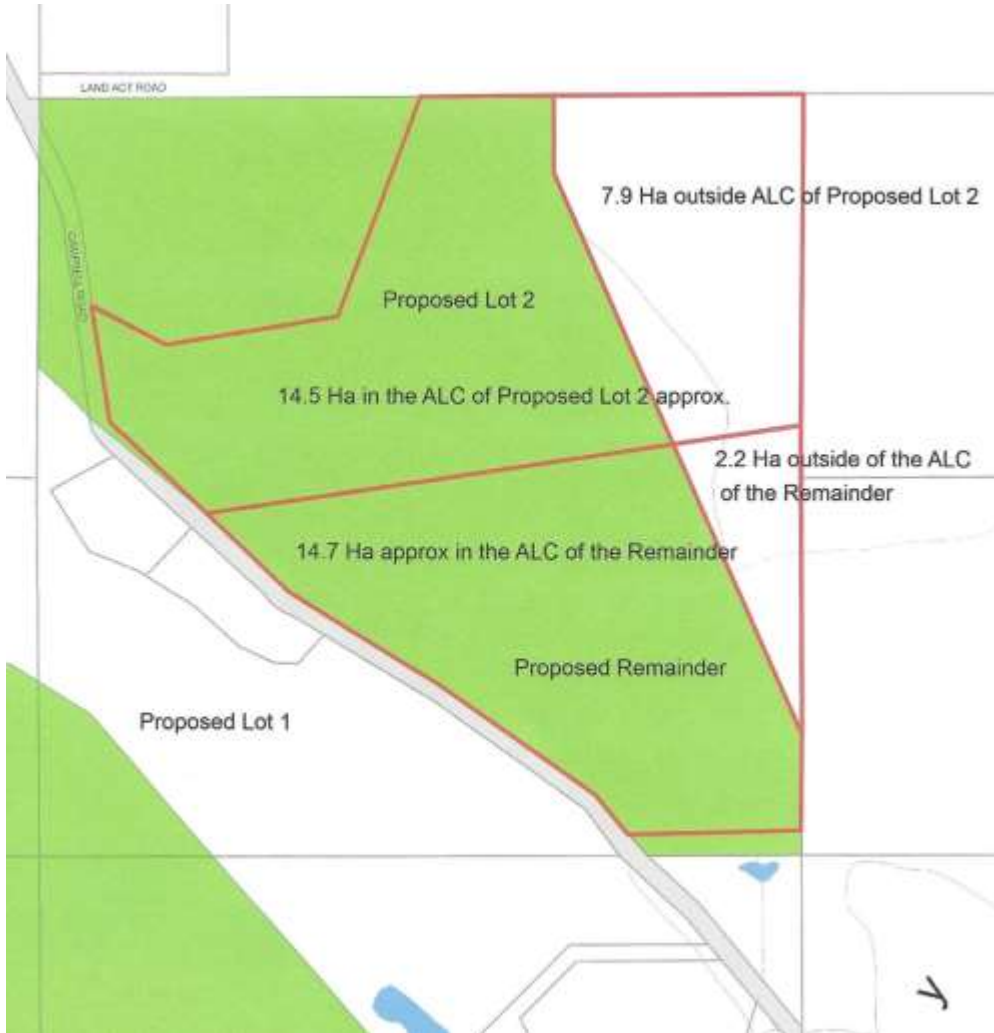 LAND ACT ROAD
7.9 Ha outside ALC of Proposed Lot 2
CAMPBELL ROAD
Proposed Lot 2
14.5 Ha in the ALC of Proposed Lot 2 approx.
2.2 Ha outside of the ALC
of the Remainder
14.7 Ha approx in the ALC of the Remainder
Proposed Remainder
Proposed Lot 1
y